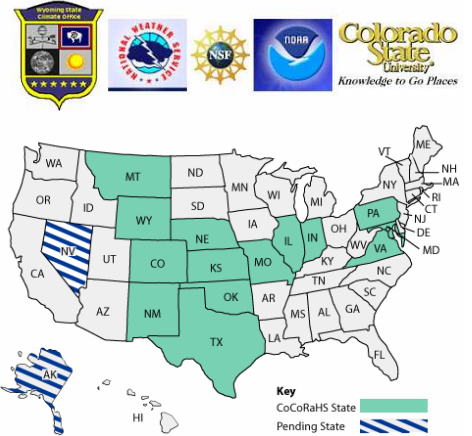 Wyoming State
Climate Office
NATIONAL WEATHER SERVICE
NSF
NOAA
Colorado
State
University
Knowledge to Go Places
WA
MT
ND
MN
VT
ME
NH
MA
RI
CT
NJ
DE
MD
OR
ID
WY
SD
WI
MI
NY
PA
IA
NE
NV
UT
CO
KS
MO
IL
IN
OH
WV
VA
KY
CA
AZ
NM
OK
AR
TN
NC
SC
TX
LA
MS
AL
GA
FL
AK
HI
Key
CoCoRaHS State
Pending State